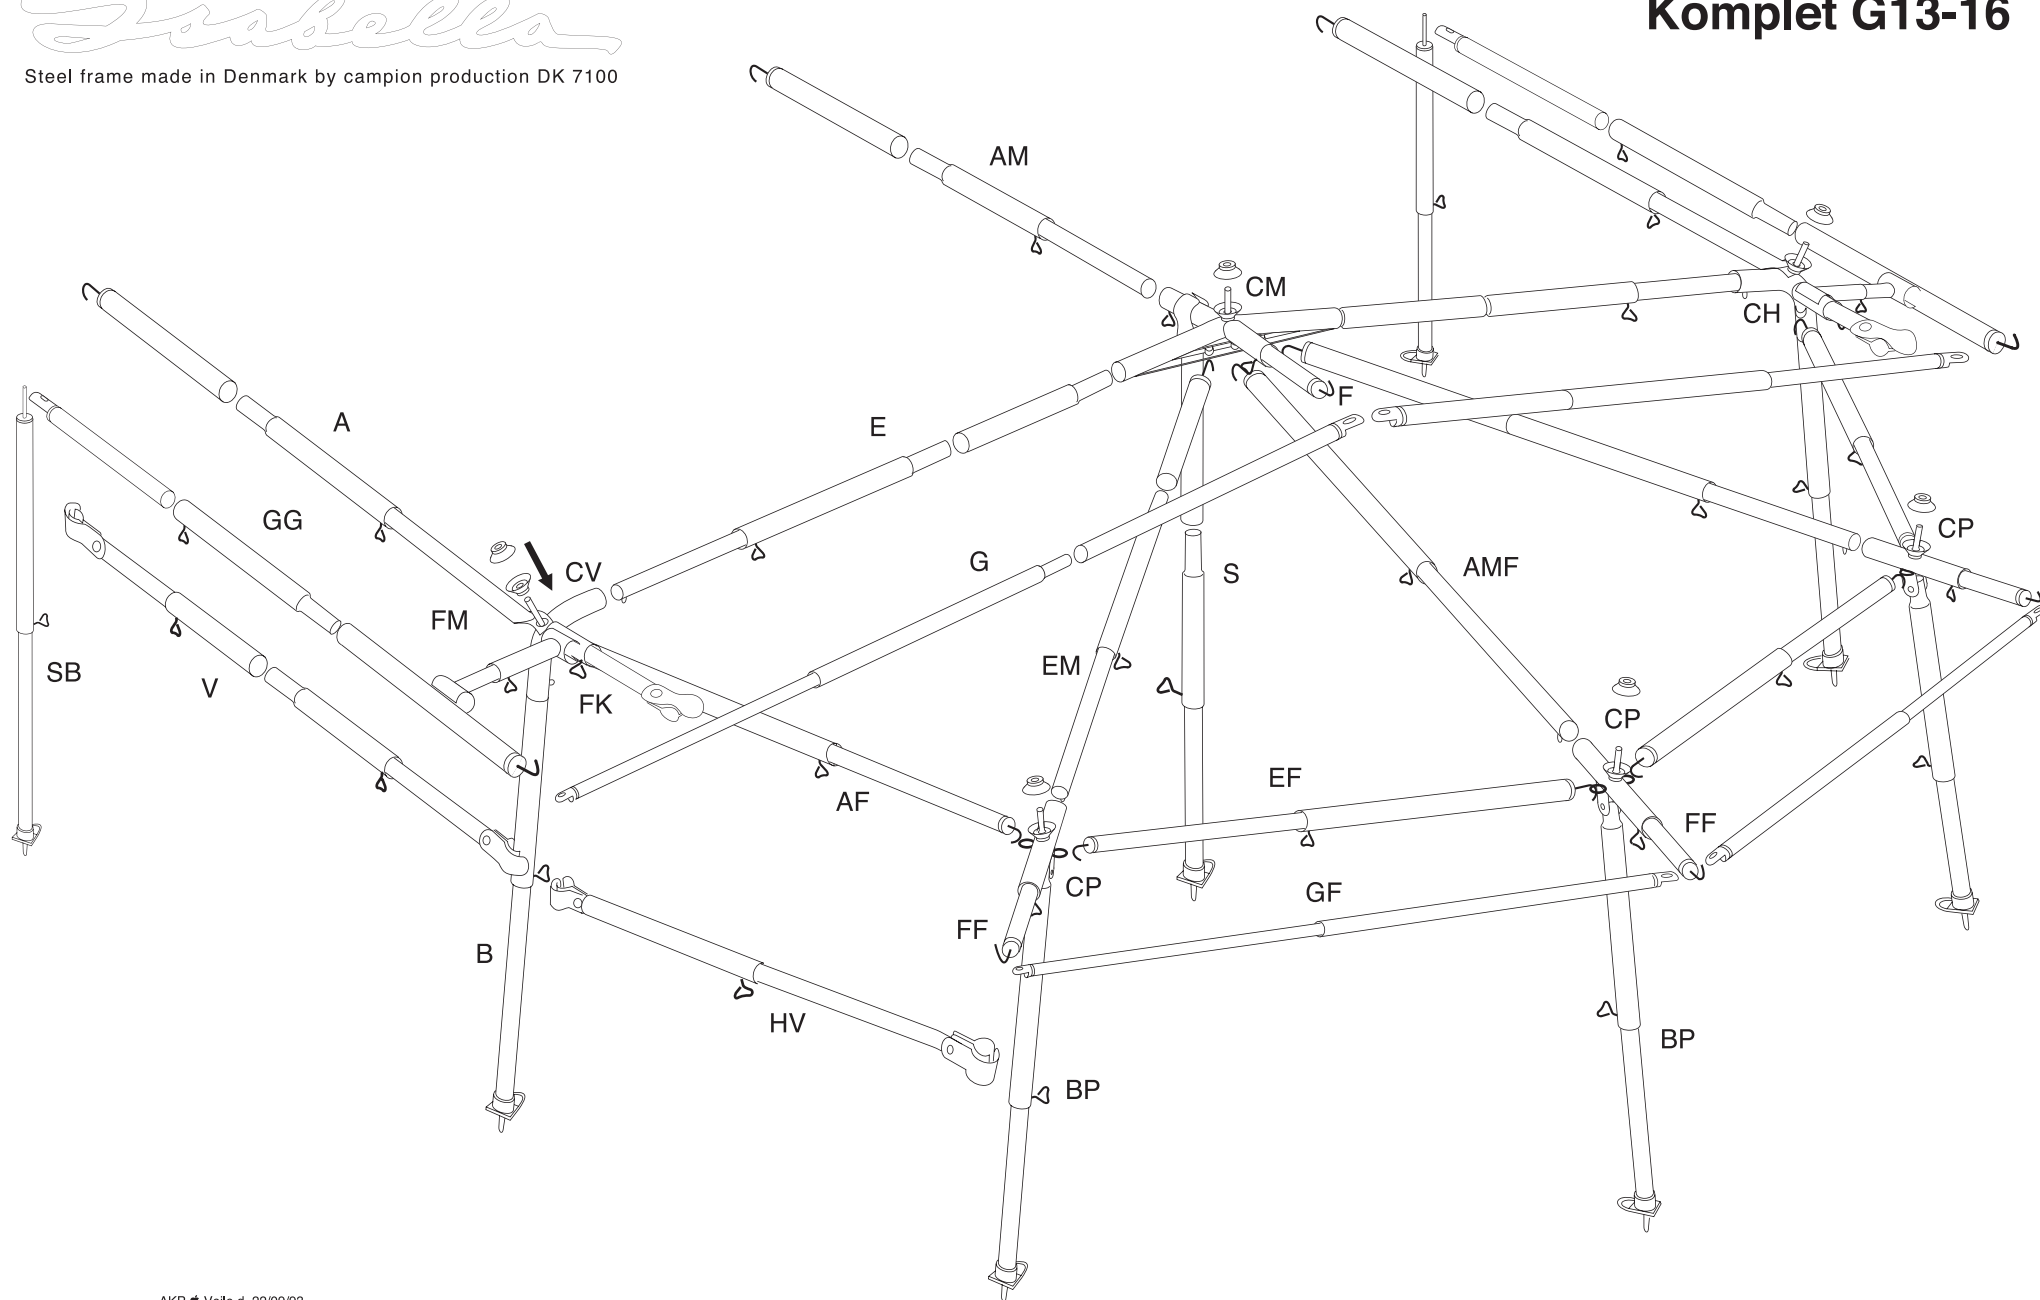 Isabella
Komplet G13-16
Steel frame made in Denmark by campion production DK 7100
AM
CM
CH
F
A
E
GG
CP
G
CV
S
AMF
FM
EM
SB
V
FK
CP
EF
AF
FF
CP
GF
FF
B
HV
BP
BP